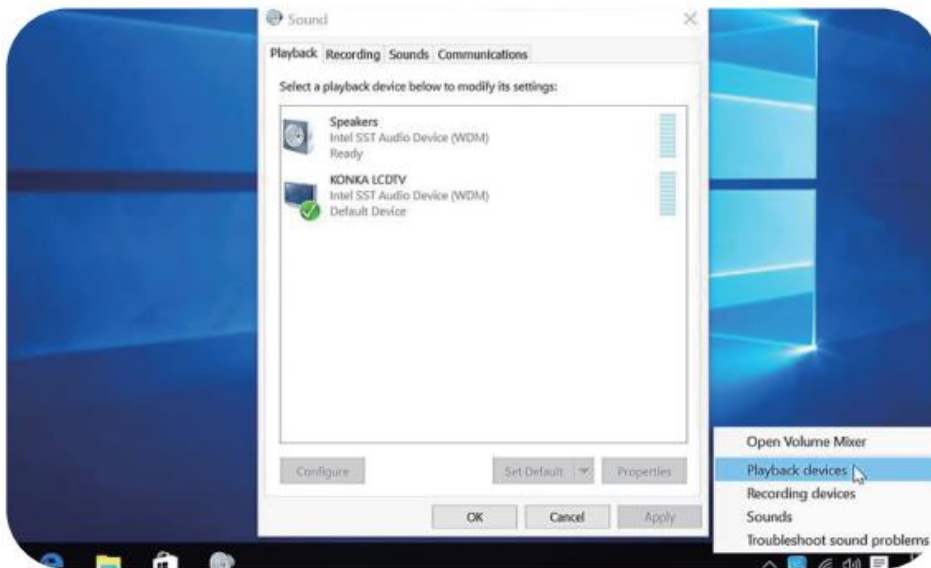 Sound
Playback Recording Sounds Communications
Select a playback device below to modify its settings:
Speakers
Intel SST Audio Device (WDM)
Ready
KONKA LCDTV
Intel SST Audio Device (WDM)
Default Device
Configure Set Default Properties
OK Cancel Apply
Open Volume Mixer
Playback devices
Recording devices
Sounds
Troubleshoot sound problems